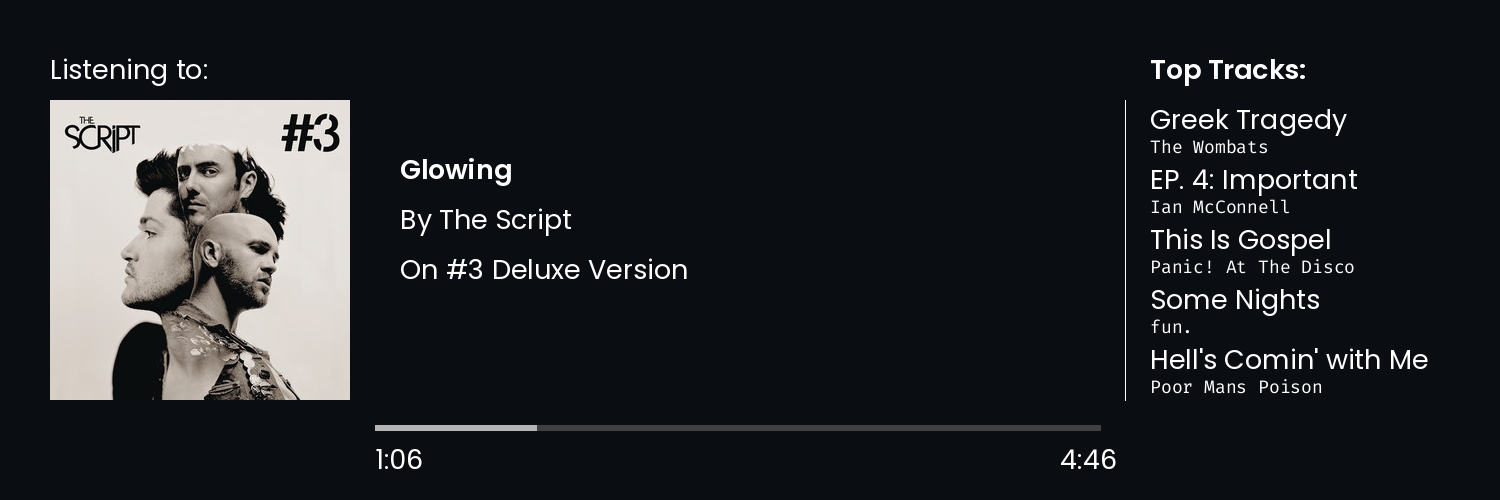 Listening to:
THE
SCRIPT
#3
Glowing
By The Script
On #3 Deluxe Version
1:06
4:46
Top Tracks:
Greek Tragedy
The Wombats
EP. 4: Important
Ian McConnell
This Is Gospel
Panic! At The Disco
Some Nights
fun.
Hell's Comin' with Me
Poor Mans Poison